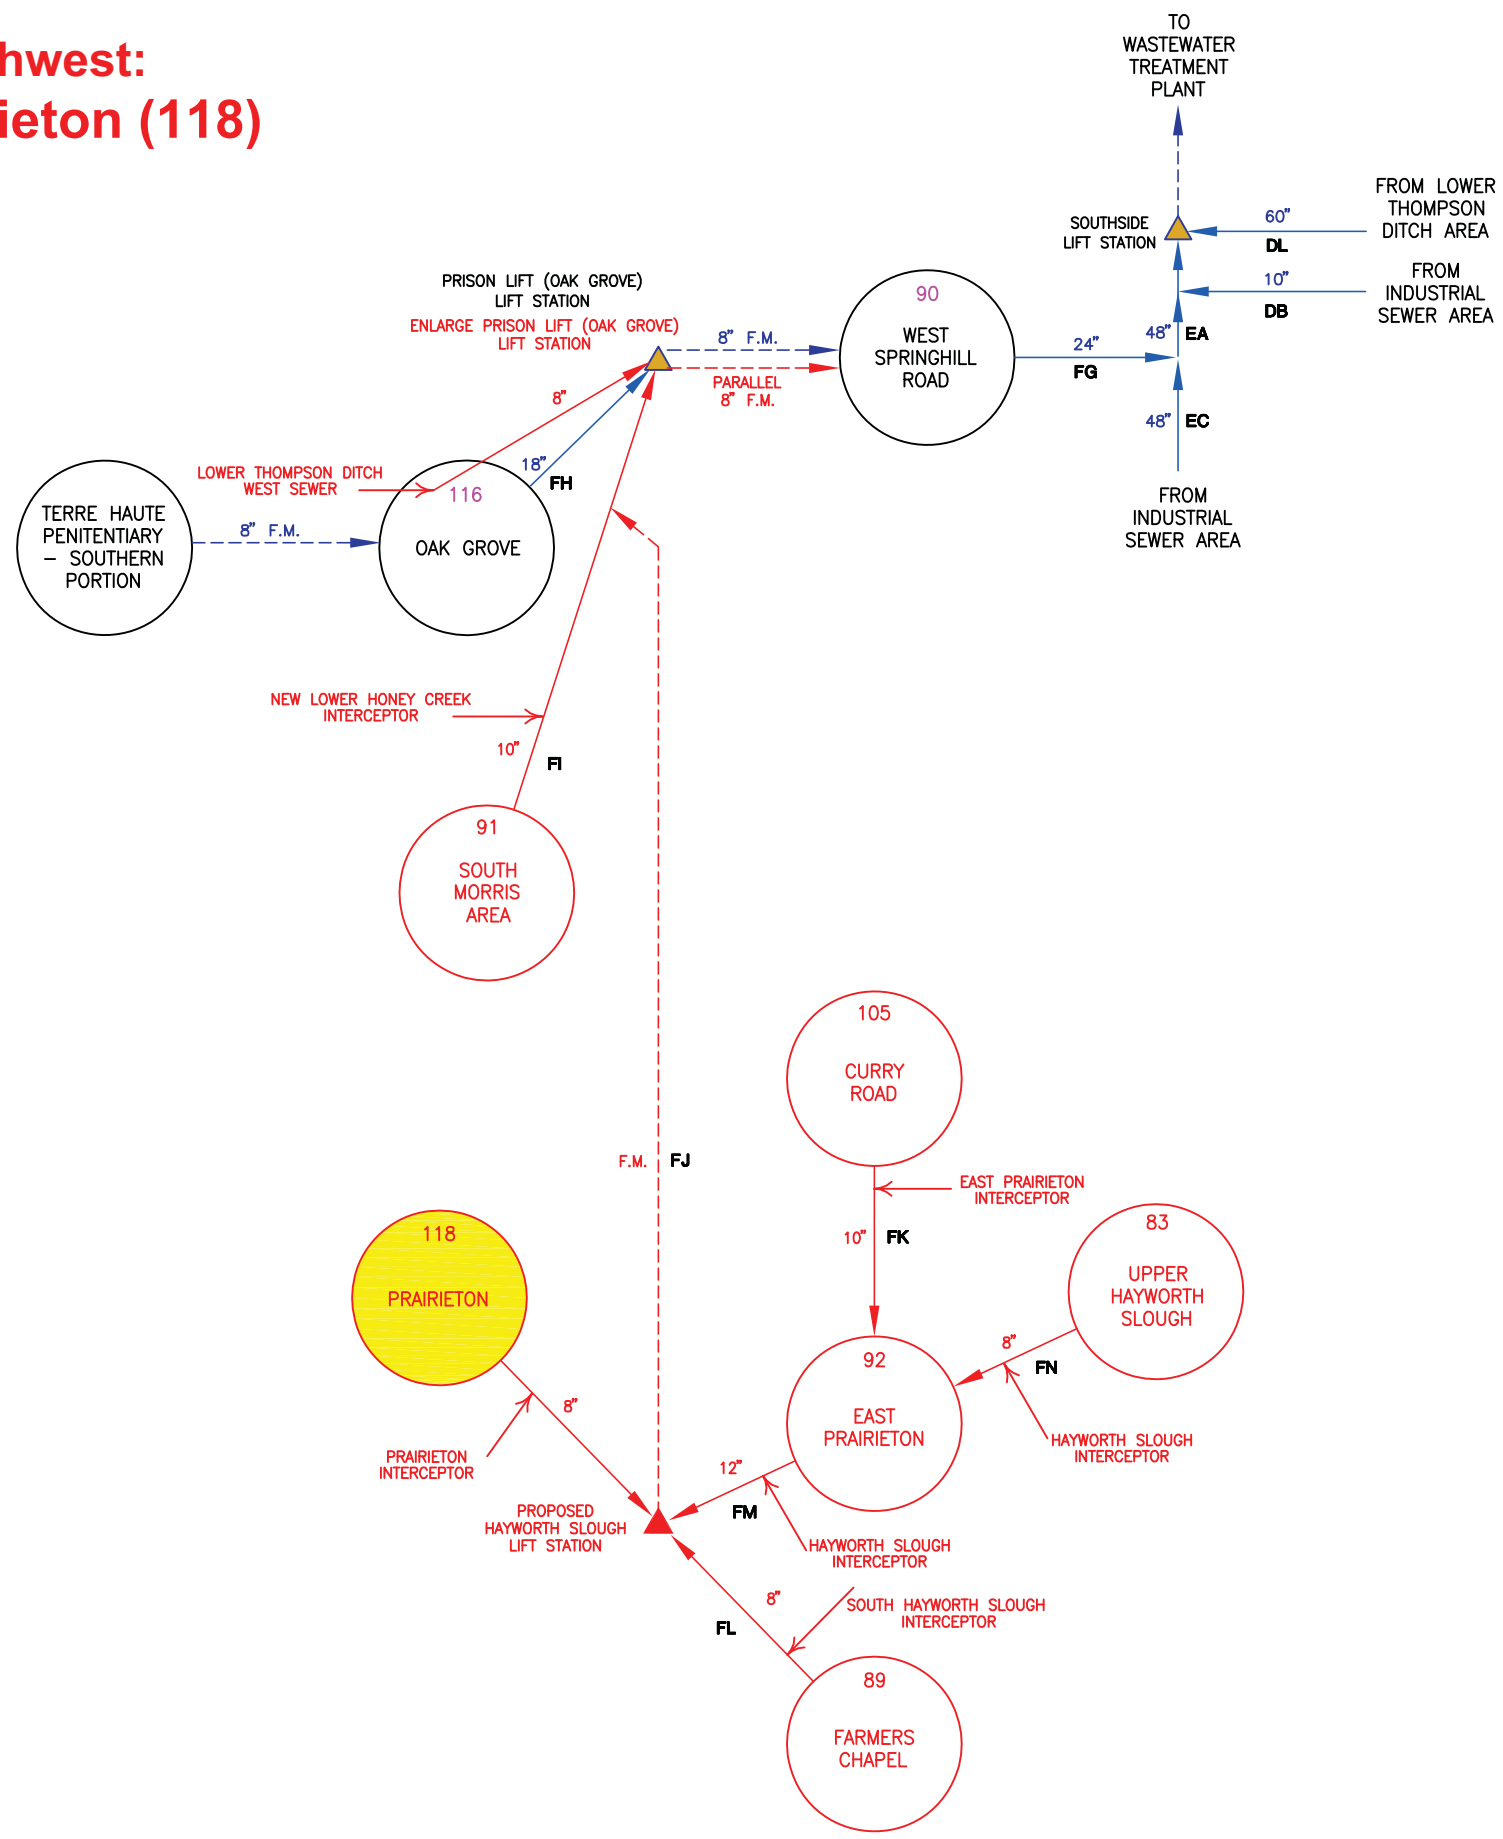 hwest:
ieton (118)
TO
WASTEWATER
TREATMENT
PLANT
FROM LOWER
THOMPSON
DITCH AREA
60"
DL
SOUTHSIDE
LIFT STATION
FROM
INDUSTRIAL
SEWER AREA
10"
DB
48" EA
PRISON LIFT (OAK GROVE)
LIFT STATION
ENLARGE PRISON LIFT (OAK GROVE)
LIFT STATION
8" F.M.
PARALLEL
8" F.M.
90
WEST
SPRINGHILL
ROAD
24"
FG
48" EC
FROM
INDUSTRIAL
SEWER AREA
8"
18"
FH
LOWER THOMPSON DITCH
WEST SEWER
116
OAK GROVE
TERRE HAUTE
PENITENTIARY
– SOUTHERN
PORTION
8" F.M.
NEW LOWER HONEY CREEK
INTERCEPTOR
10"
FI
91
SOUTH
MORRIS
AREA
105
CURRY
ROAD
F.M. FJ
EAST PRAIRIETON
INTERCEPTOR
10" FK
118
PRAIRIETON
83
UPPER
HAYWORTH
SLOUGH
8"
FN
92
EAST
PRAIRIETON
HAYWORTH SLOUGH
INTERCEPTOR
8"
PRAIRIETON
INTERCEPTOR
12"
FM
PROPOSED
HAYWORTH SLOUGH
LIFT STATION
HAYWORTH SLOUGH
INTERCEPTOR
8"
FL
SOUTH HAYWORTH SLOUGH
INTERCEPTOR
89
FARMERS
CHAPEL